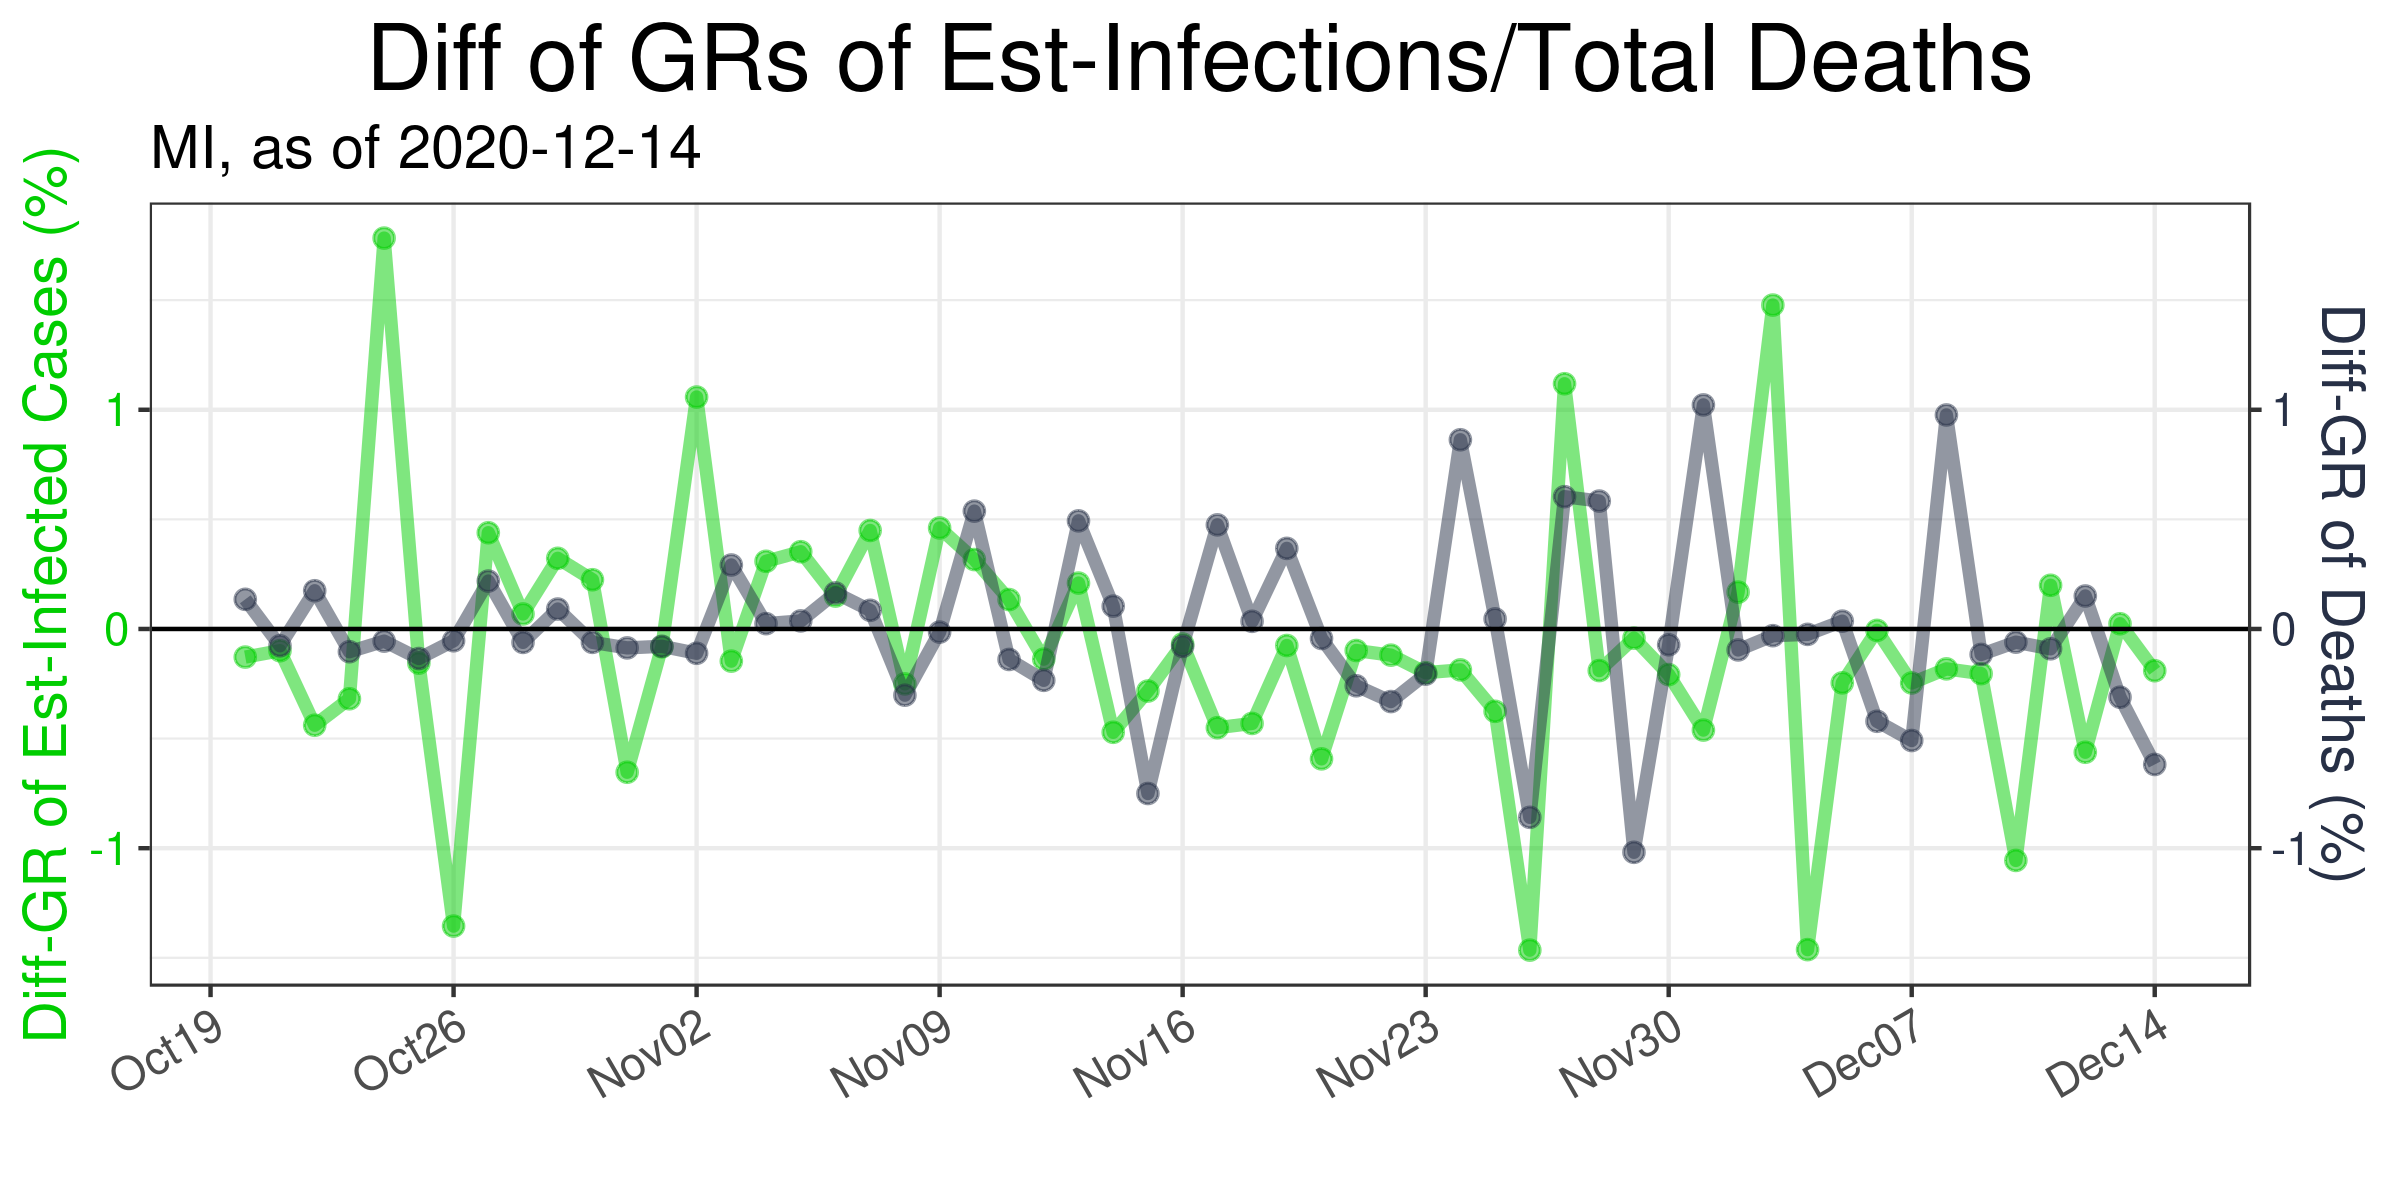 Diff of GRs of Est-Infections/Total Deaths
MI, as of 2020-12-14
Diff-GR of Est-Infected Cases (%)
1
0
-1
1
0
-1
Diff-GR of Deaths (%)
Oct19
Oct26
Nov02
Nov09
Nov16
Nov23
Nov30
Dec07
Dec14